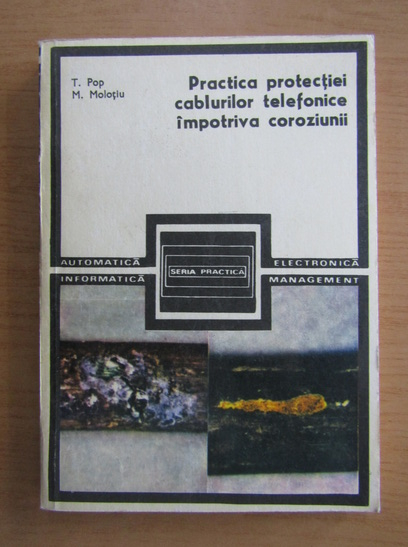 T. Pop
M. Moloțiu
Practica protecției
cablurilor telefonice
împotriva coroziunii
AUTOMATICĂ
ELECTRONICĂ
SERIA PRACTICĂ
INFORMATICĂ
MANAGEMENT